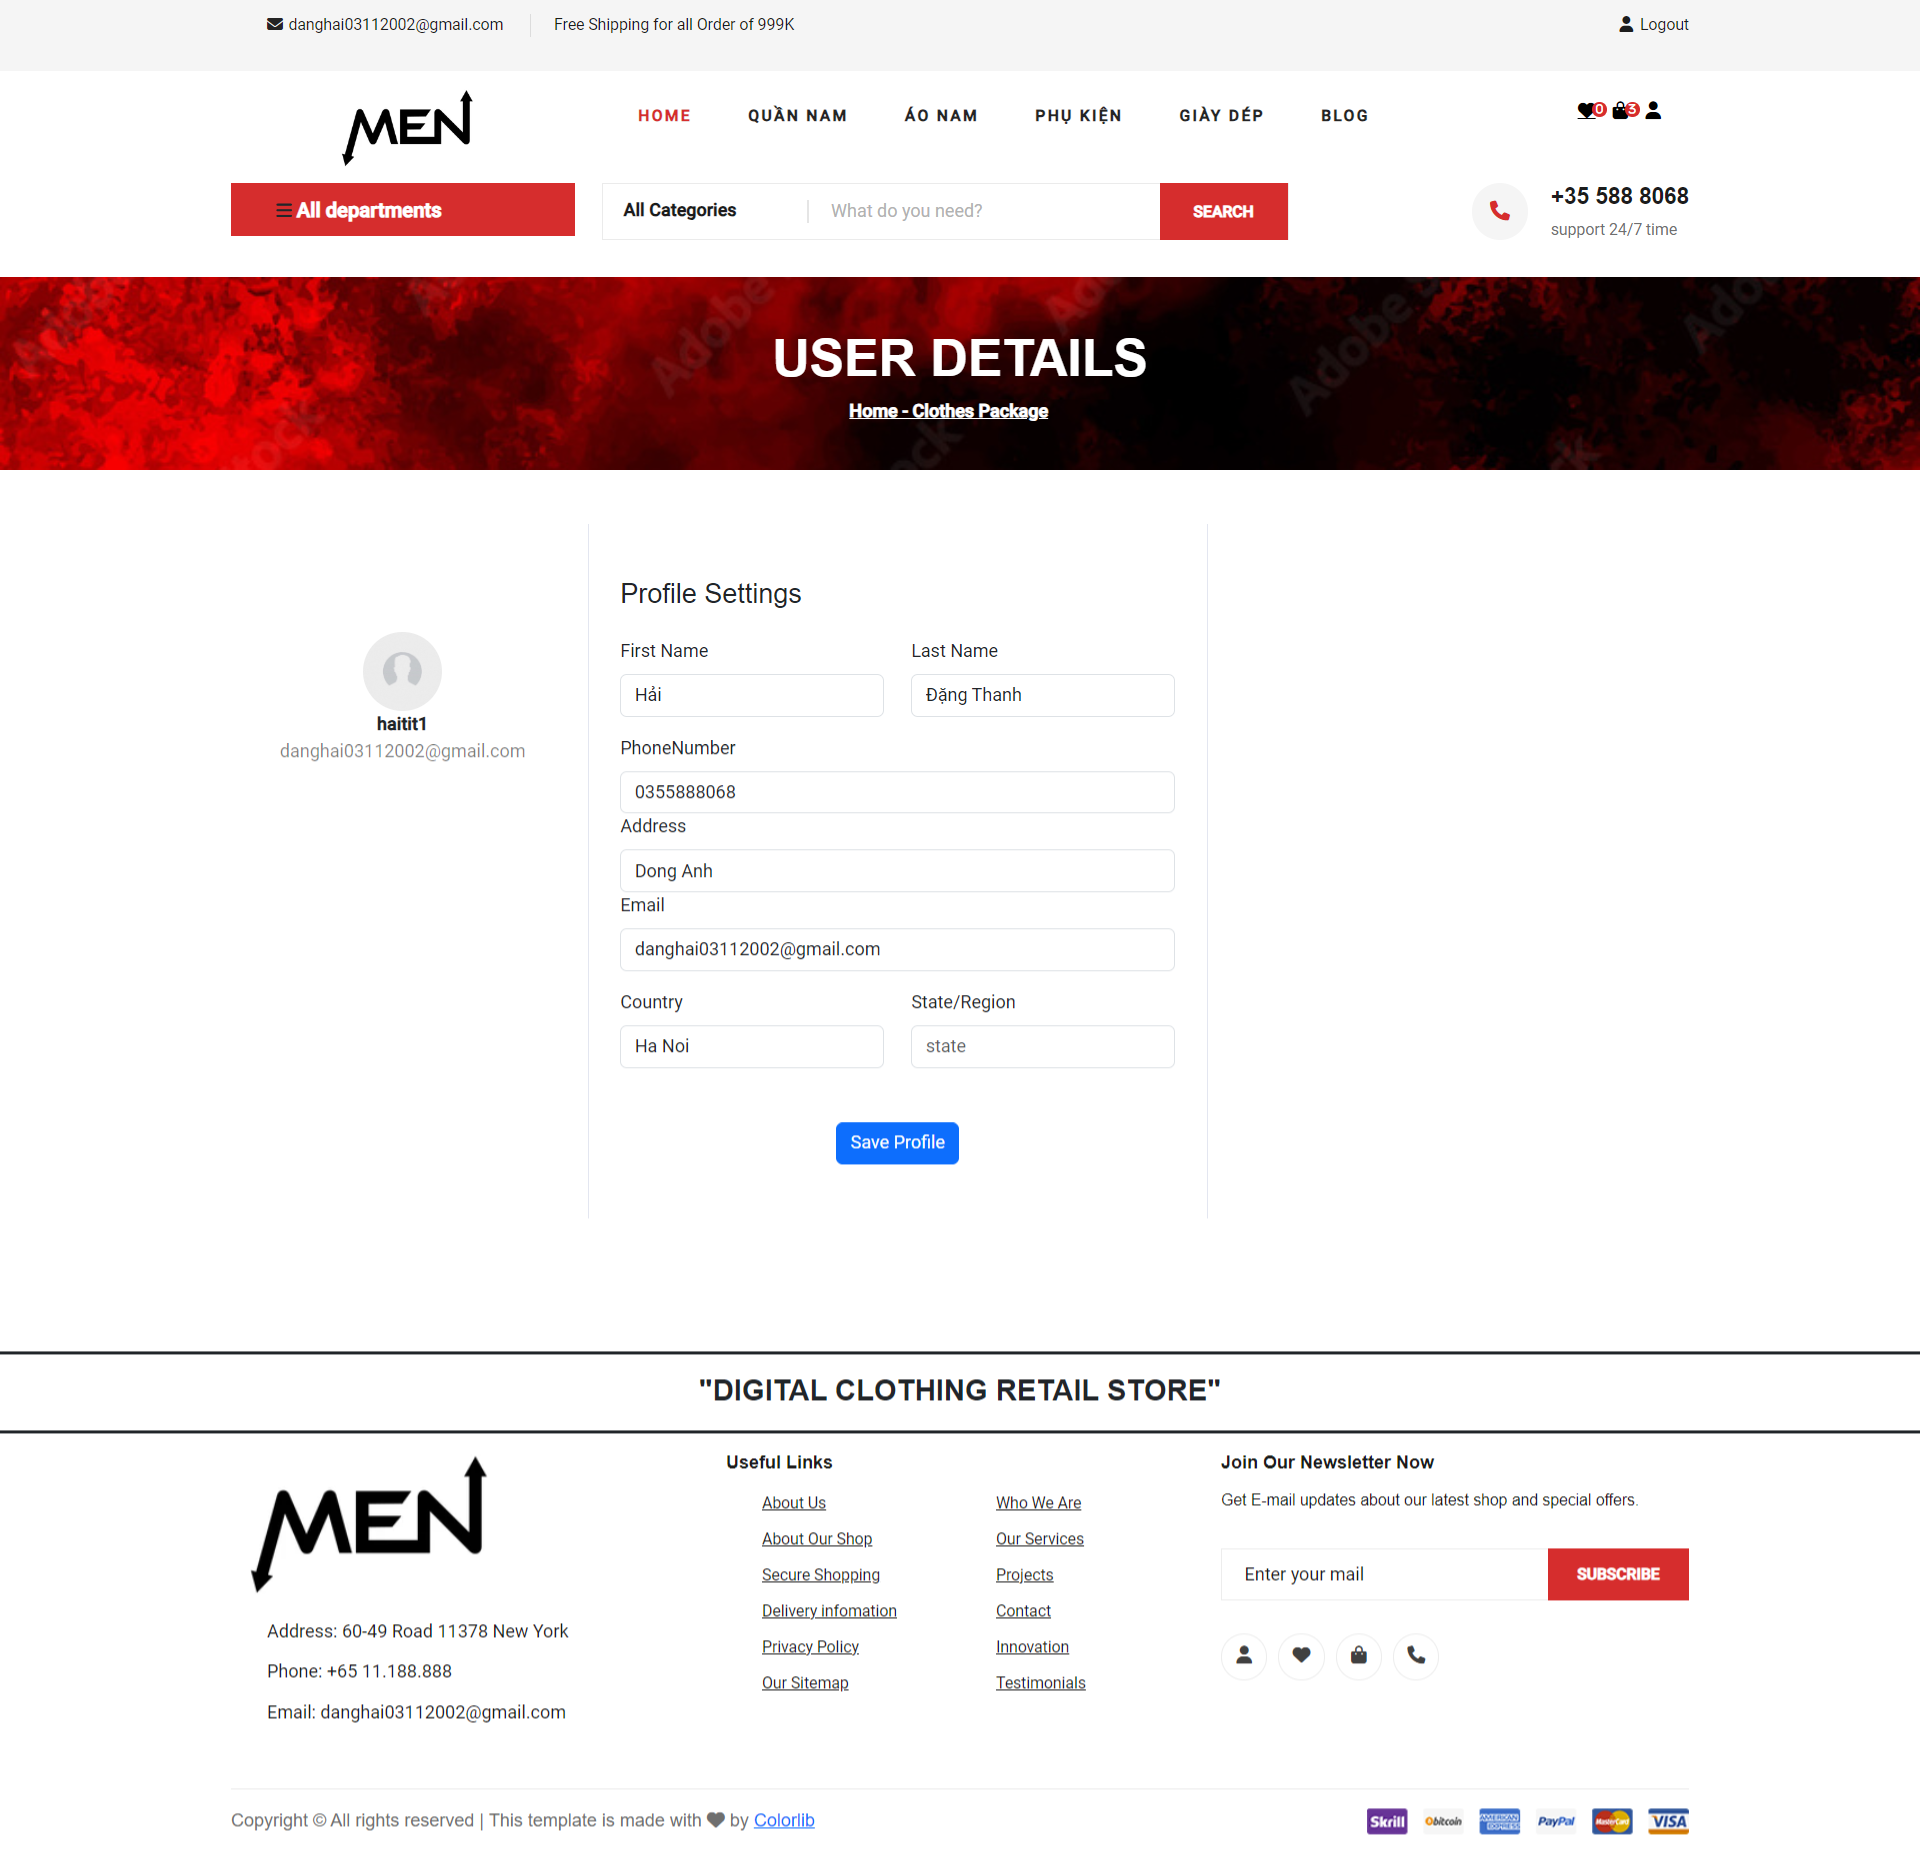 danghai03112002@gmail.com
Free Shipping for all Order of 999K
Logout
MEN
HOME
QUẦN NAM
ÁO NAM
PHỤ KIỆN
GIÀY DÉP
BLOG
0
3
All departments
All Categories
What do you need?
SEARCH
+35 588 8068
support 24/7 time
USER DETAILS
Home - Clothes Package
Adobe Stock
Profile Settings
haitit1
danghai03112002@gmail.com
First Name
Last Name
Hải
Đặng Thanh
PhoneNumber
0355888068
Address
Dong Anh
Email
danghai03112002@gmail.com
Country
State/Region
Ha Noi
state
Save Profile
"DIGITAL CLOTHING RETAIL STORE"
MEN
Address: 60-49 Road 11378 New York
Phone: +65 11.188.888
Email: danghai03112002@gmail.com
Useful Links
About Us
About Our Shop
Secure Shopping
Delivery infomation
Privacy Policy
Our Sitemap
Who We Are
Our Services
Projects
Contact
Innovation
Testimonials
Join Our Newsletter Now
Get E-mail updates about our latest shop and special offers.
Enter your mail
SUBSCRIBE
Copyright © All rights reserved | This template is made with by Colorlib
Skrill
bitcoin
AMERICAN EXPRESS
PayPal
MasterCard
VISA